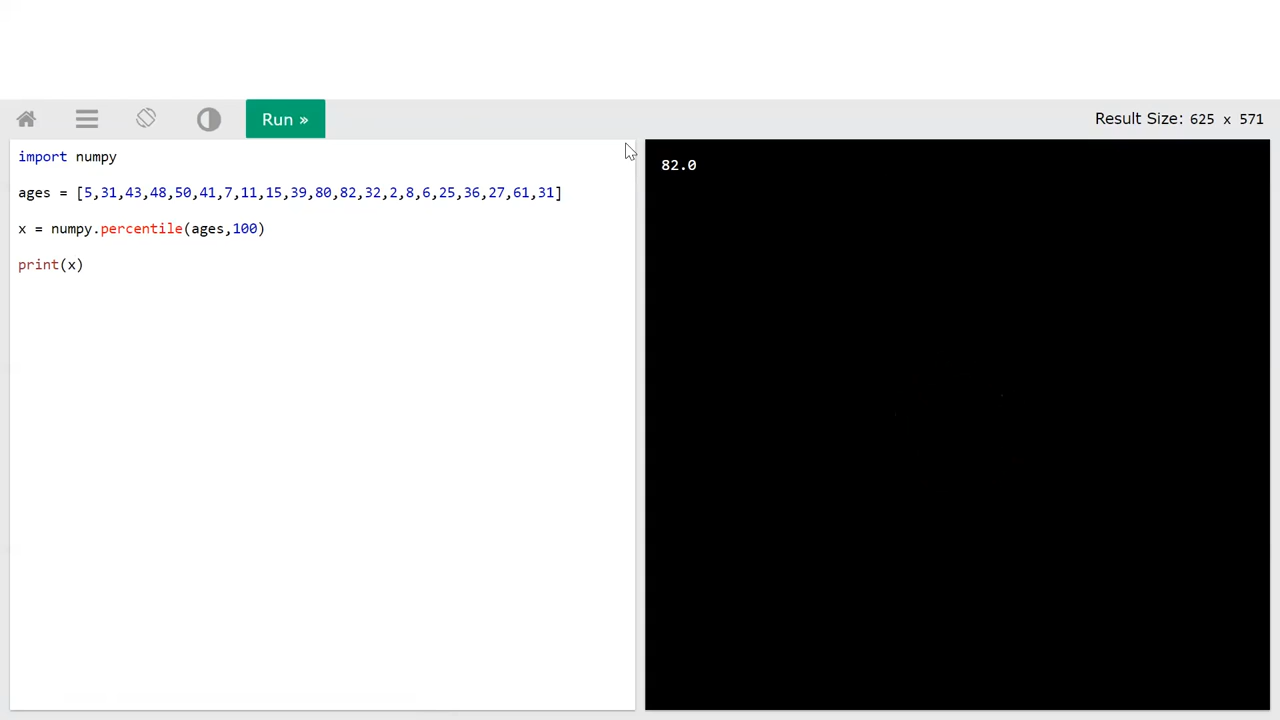 Run »
Result Size: 625 x 571
import numpy
ages = [5,31,43,48,50,41,7,11,15,39,80,82,32,2,8,6,25,36,27,61,31]
x = numpy.percentile(ages,100)
print(x)
82.0